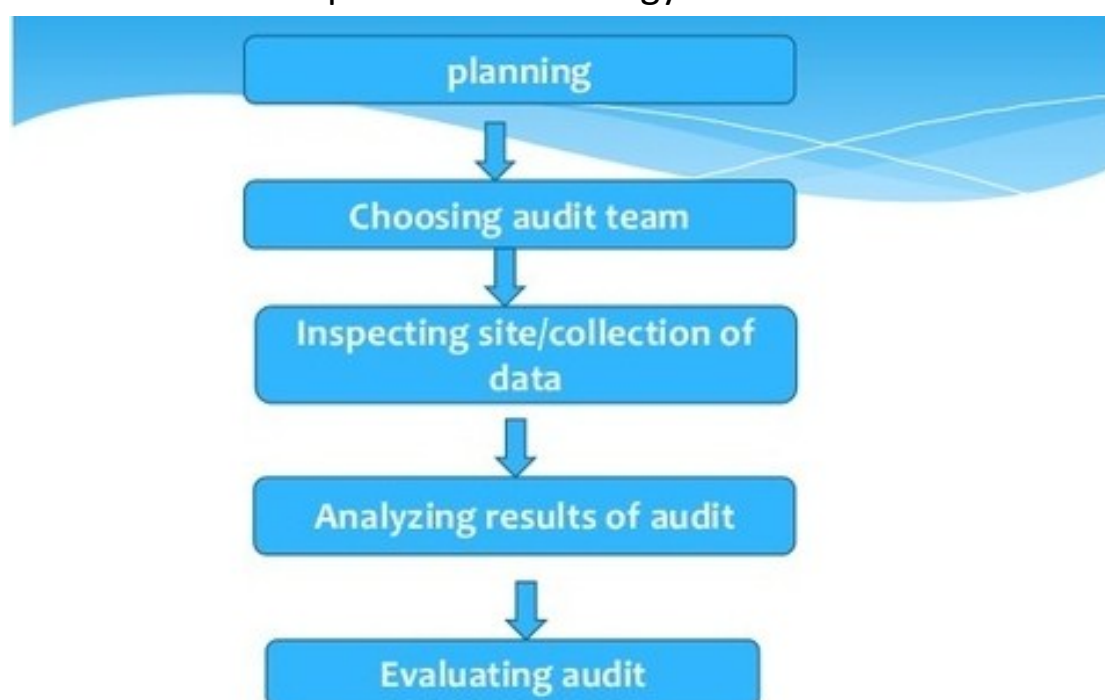 planning
Choosing audit team
Inspecting site/collection of
data
Analyzing results of audit
Evaluating audit